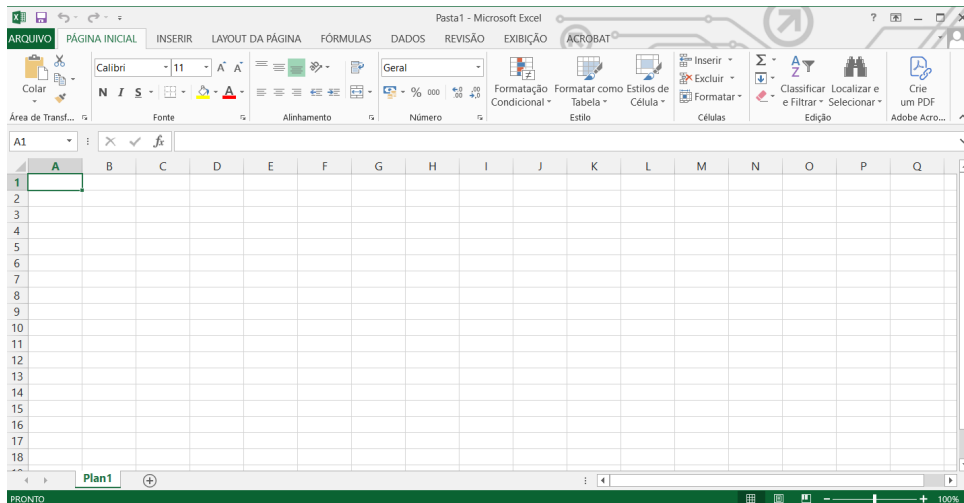 Pasta1 - Microsoft Excel
ARQUIVO PÁGINA INICIAL INSERIR LAYOUT DA PÁGINA FÓRMULAS DADOS REVISÃO EXIBIÇÃO ACROBAT
Colar
Área de Transf...
Calibri 11
N I S
Fonte
Alinhamento
Geral
% 000
Número
Formatação Condicional
Formatar como Tabela
Estilos de Célula
Estilo
Inserir
Excluir
Formatar
Células
Classificar e Filtrar
Localizar e Selecionar
Edição
Crie um PDF
Adobe Acro...
A1 fx
A B C D E F G H I J K L M N O P Q
1
2
3
4
5
6
7
8
9
10
11
12
13
14
15
16
17
18
Plan1
PRONTO 100%